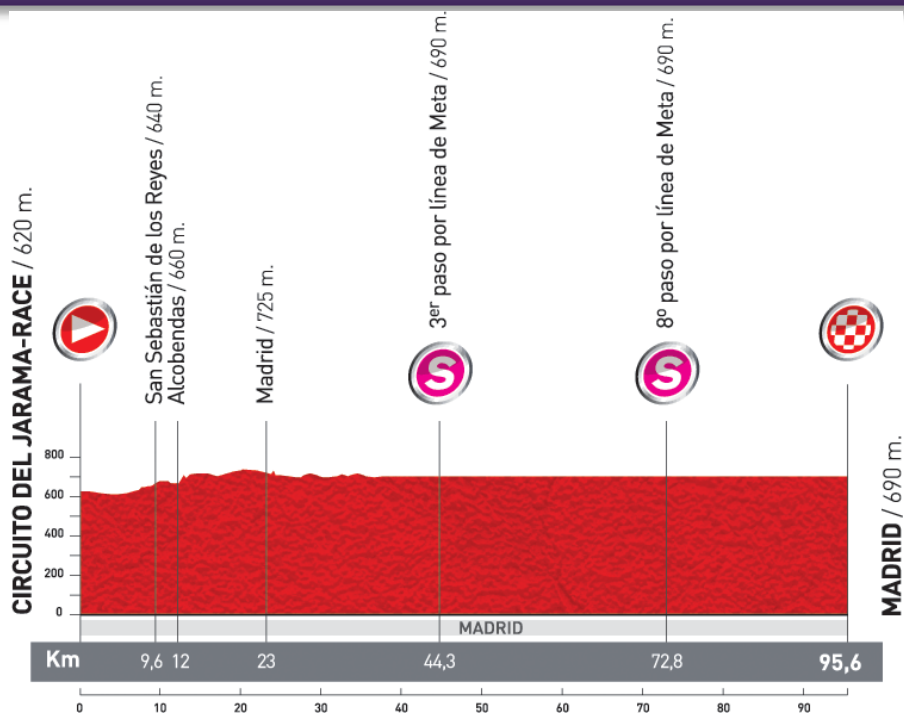 CIRCUITO DEL JARAMA-RACE / 620 m.
San Sebastián de los Reyes / 640 m.
Alcobendas / 660 m.
Madrid / 725 m.
3er paso por línea de Meta / 690 m.
S
8º paso por línea de Meta / 690 m.
S
MADRID / 690 m.
800
600
400
200
0
MADRID
Km 9,6 12 23 44,3 72,8 95,6
0 10 20 30 40 50 60 70 80 90